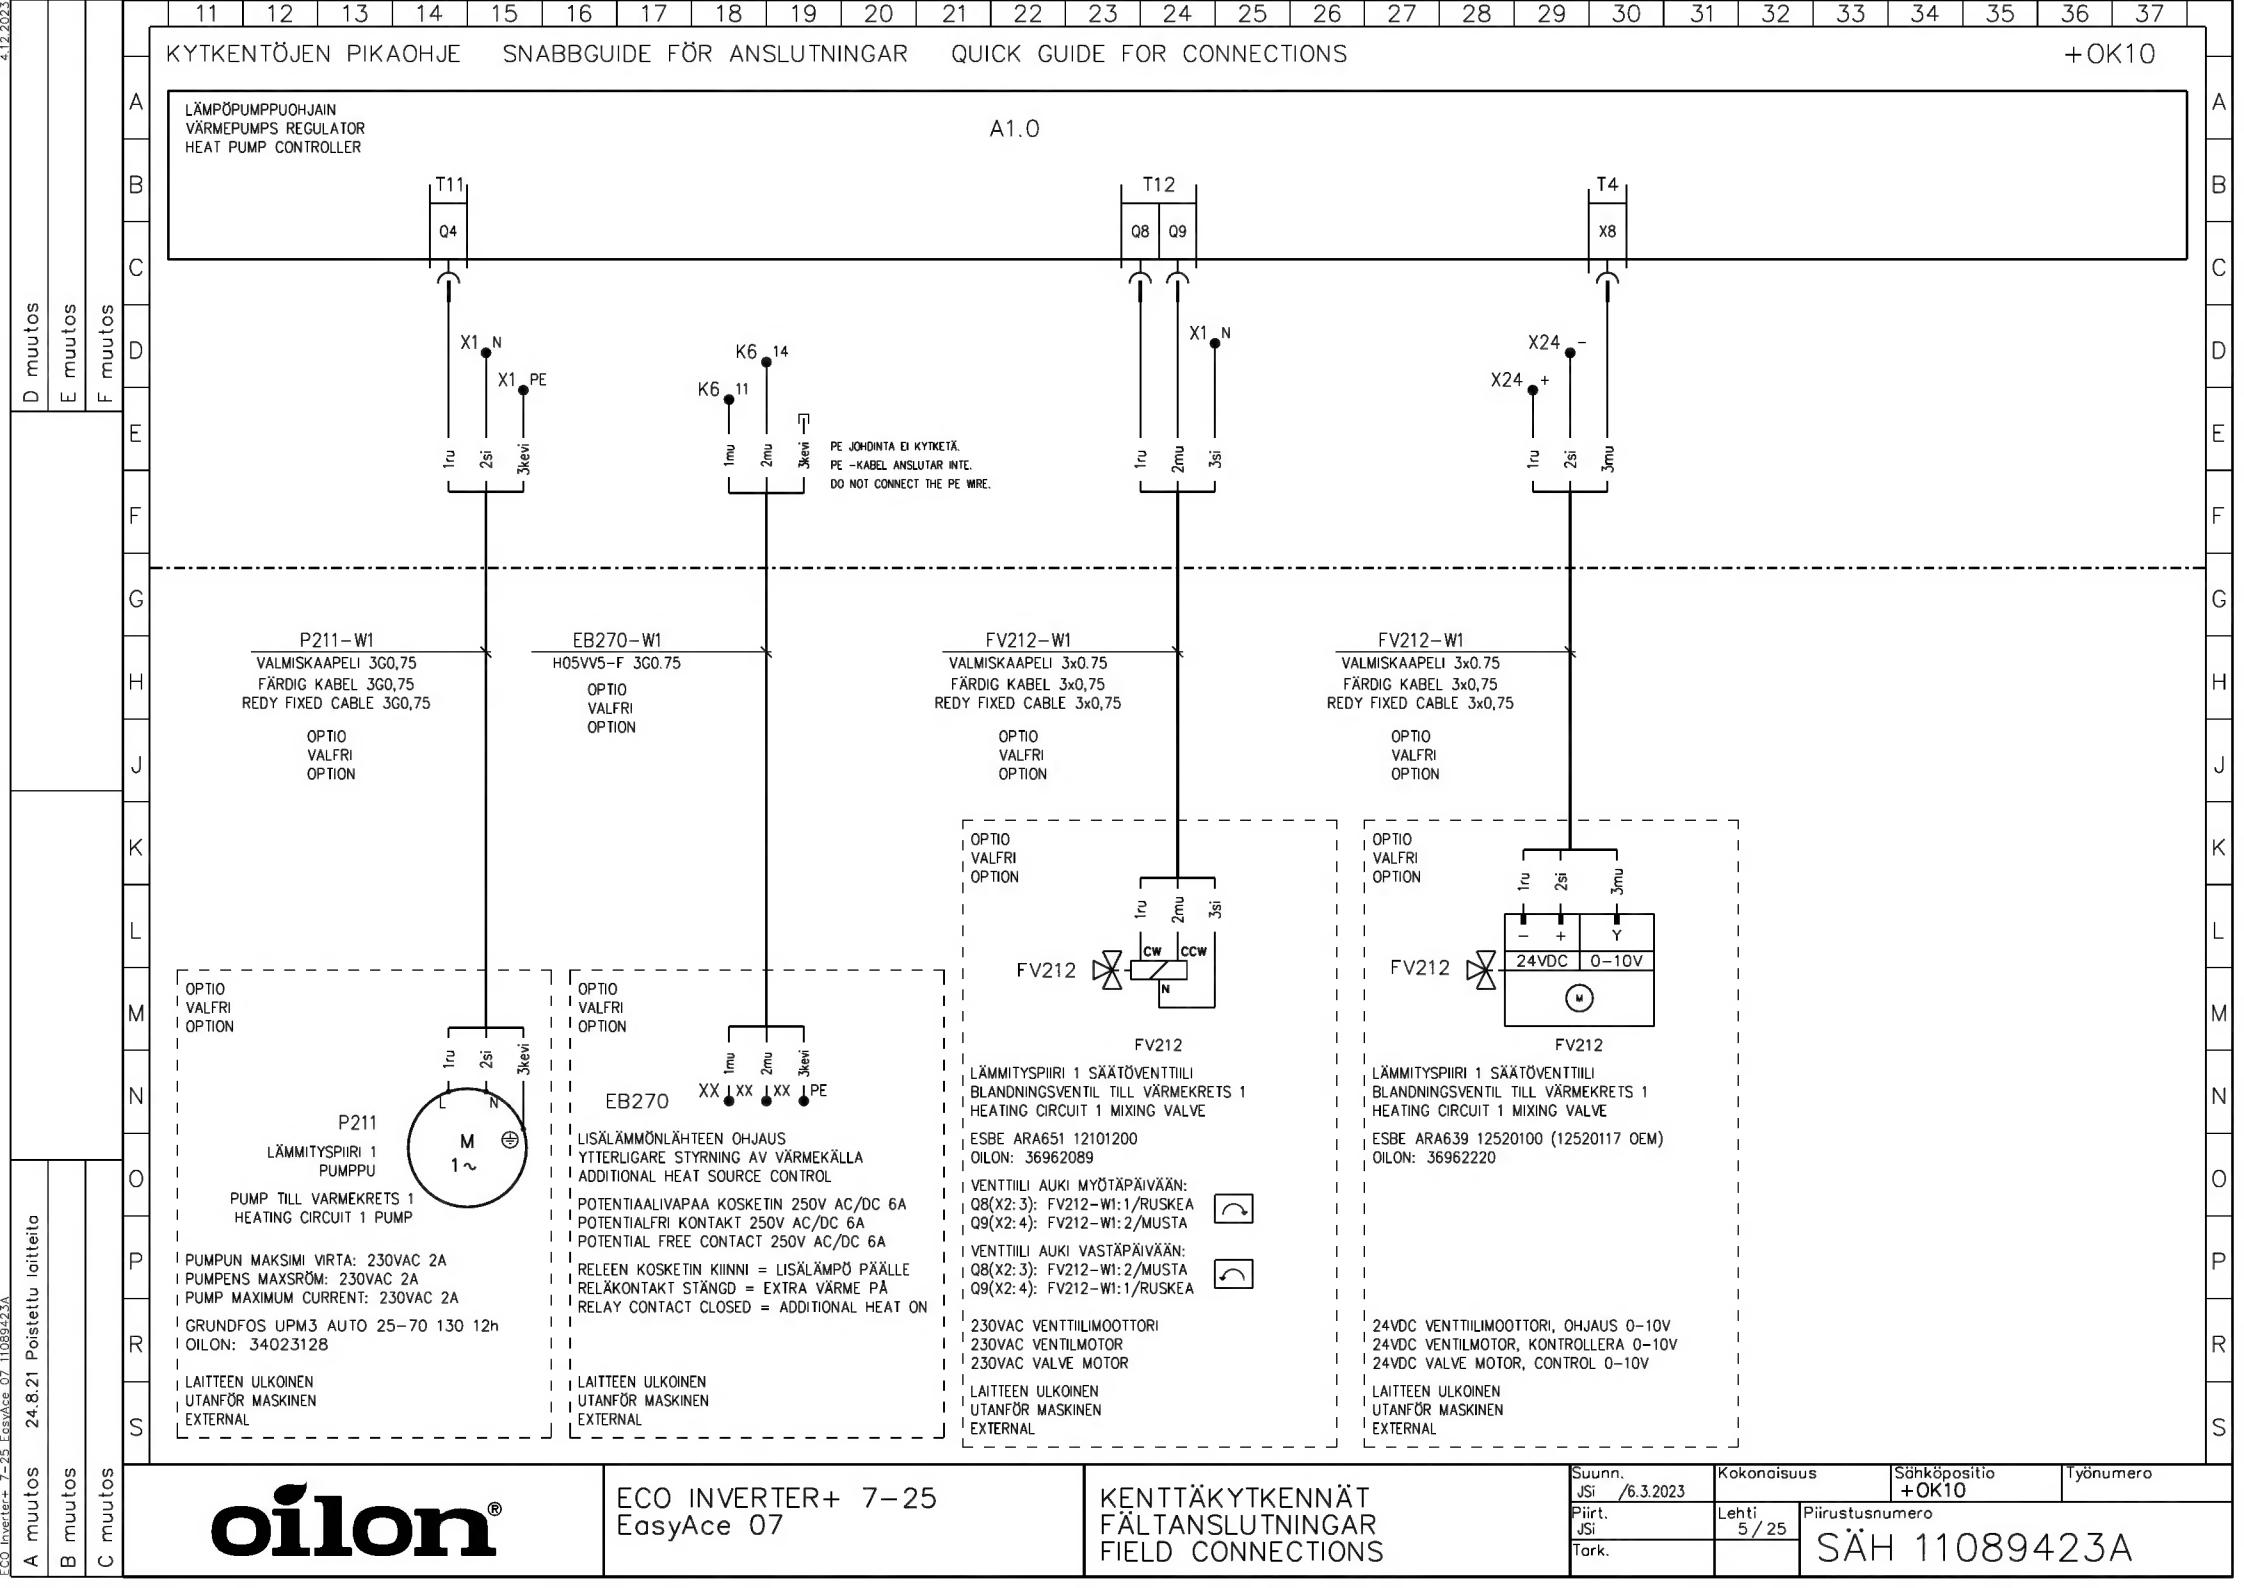 11 12 13 14 15 16 17 18 19 20 21 22 23 24 25 26 27 28 29 30 31 32 33 34 35 36 37
KYTKENTÖJEN PIKAOHJE SNABBGUIDE FÖR ANSLUTNINGAR QUICK GUIDE FOR CONNECTIONS +OK10
LÄMPÖPUMPPUOHJAIN
VÄRMEPUMPS REGULATOR
HEAT PUMP CONTROLLER
A1.0
T11
Q4
T12
Q8 Q9
T4
X8
X1 N
X1 PE
K6 14
K6 11
X1 N
X24 -
X24 +
1ru 2si 3kevi
1mu 2mu 3kevi
PE JOHDINTA EI KYTKETÄ.
PE -KABEL ANSLUTAR INTE.
DO NOT CONNECT THE PE WIRE.
1ru 2mu 3si
1ru 2si 3mu
P211-W1
VALMISKAAPELI 3G0,75
FÄRDIG KABEL 3G0,75
REDY FIXED CABLE 3G0,75
OPTIO
VALFRI
OPTION
EB270-W1
H05VV5-F 3G0.75
OPTIO
VALFRI
OPTION
FV212-W1
VALMISKAAPELI 3x0.75
FÄRDIG KABEL 3x0,75
REDY FIXED CABLE 3x0,75
OPTIO
VALFRI
OPTION
FV212-W1
VALMISKAAPELI 3x0.75
FÄRDIG KABEL 3x0,75
REDY FIXED CABLE 3x0,75
OPTIO
VALFRI
OPTION
OPTIO
VALFRI
OPTION
1ru 2si 3kevi
L N
M
1~
P211
LÄMMITYSPIIRI 1
PUMPPU
PUMP TILL VARMEKRETS 1
HEATING CIRCUIT 1 PUMP
PUMPUN MAKSIMI VIRTA: 230VAC 2A
PUMPENS MAXSRÖM: 230VAC 2A
PUMP MAXIMUM CURRENT: 230VAC 2A
GRUNDFOS UPM3 AUTO 25-70 130 12h
OILON: 34023128
LAITTEEN ULKOINEN
UTANFÖR MASKINEN
EXTERNAL
OPTIO
VALFRI
OPTION
1mu 2mu 3kevi
EB270 XX XX XX PE
LISÄLÄMMÖNLÄHTEEN OHJAUS
YTTERLIGARE STYRNING AV VÄRMEKÄLLA
ADDITIONAL HEAT SOURCE CONTROL
POTENTIAALIVAPAA KOSKETIN 250V AC/DC 6A
POTENTIALFRI KONTAKT 250V AC/DC 6A
POTENTIAL FREE CONTACT 250V AC/DC 6A
RELEEN KOSKETIN KIINNI = LISÄLÄMPÖ PÄÄLLE
RELÄKONTAKT STÄNGD = EXTRA VÄRME PÅ
RELAY CONTACT CLOSED = ADDITIONAL HEAT ON
LAITTEEN ULKOINEN
UTANFÖR MASKINEN
EXTERNAL
OPTIO
VALFRI
OPTION
1ru 2mu 3si
CW CCW
FV212
N
FV212
LÄMMITYSPIIRI 1 SÄÄTÖVENTTIILI
BLANDNINGSVENTIL TILL VÄRMEKRETS 1
HEATING CIRCUIT 1 MIXING VALVE
ESBE ARA651 12101200
OILON: 36962089
VENTTIILI AUKI MYÖTÄPÄIVÄÄN:
Q8(X2:3): FV212-W1:1/RUSKEA
Q9(X2:4): FV212-W1:2/MUSTA
VENTTIILI AUKI VASTÄPÄIVÄÄN:
Q8(X2:3): FV212-W1:2/MUSTA
Q9(X2:4): FV212-W1:1/RUSKEA
230VAC VENTTIILIMOOTTORI
230VAC VENTILMOTOR
230VAC VALVE MOTOR
LAITTEEN ULKOINEN
UTANFÖR MASKINEN
EXTERNAL
OPTIO
VALFRI
OPTION
1ru 2si 3mu
- + Y
24VDC 0-10V
FV212
M
FV212
LÄMMITYSPIIRI 1 SÄÄTÖVENTTIILI
BLANDNINGSVENTIL TILL VÄRMEKRETS 1
HEATING CIRCUIT 1 MIXING VALVE
ESBE ARA639 12520100 (12520117 OEM)
OILON: 36962220
24VDC VENTTIILIMOOTTORI, OHJAUS 0-10V
24VDC VENTILMOTOR, KONTROLLERA 0-10V
24VDC VALVE MOTOR, CONTROL 0-10V
LAITTEEN ULKOINEN
UTANFÖR MASKINEN
EXTERNAL
A A
B B
C C
D D
E E
F F
G G
H H
J J
K K
L L
M M
N N
O O
P P
R R
S S
4.12.2023
D muutos
E muutos
F muutos
A muutos 24.8.21 Poistettu laitteita
B muutos
C muutos
ECO Inverter+ 7-25 EasyAce 07 11089423A
oilon®
ECO INVERTER+ 7-25
EasyAce 07
KENTTÄKYTKENNÄT
FÄLTANSLUTNINGAR
FIELD CONNECTIONS
Suunn.
JSi /6.3.2023
Piirt.
JSi
Tark.
Kokonaisuus
Sähköpositio
+OK10
Työnumero
Lehti
5/25
Piirustusnumero
SÄH 11089423A